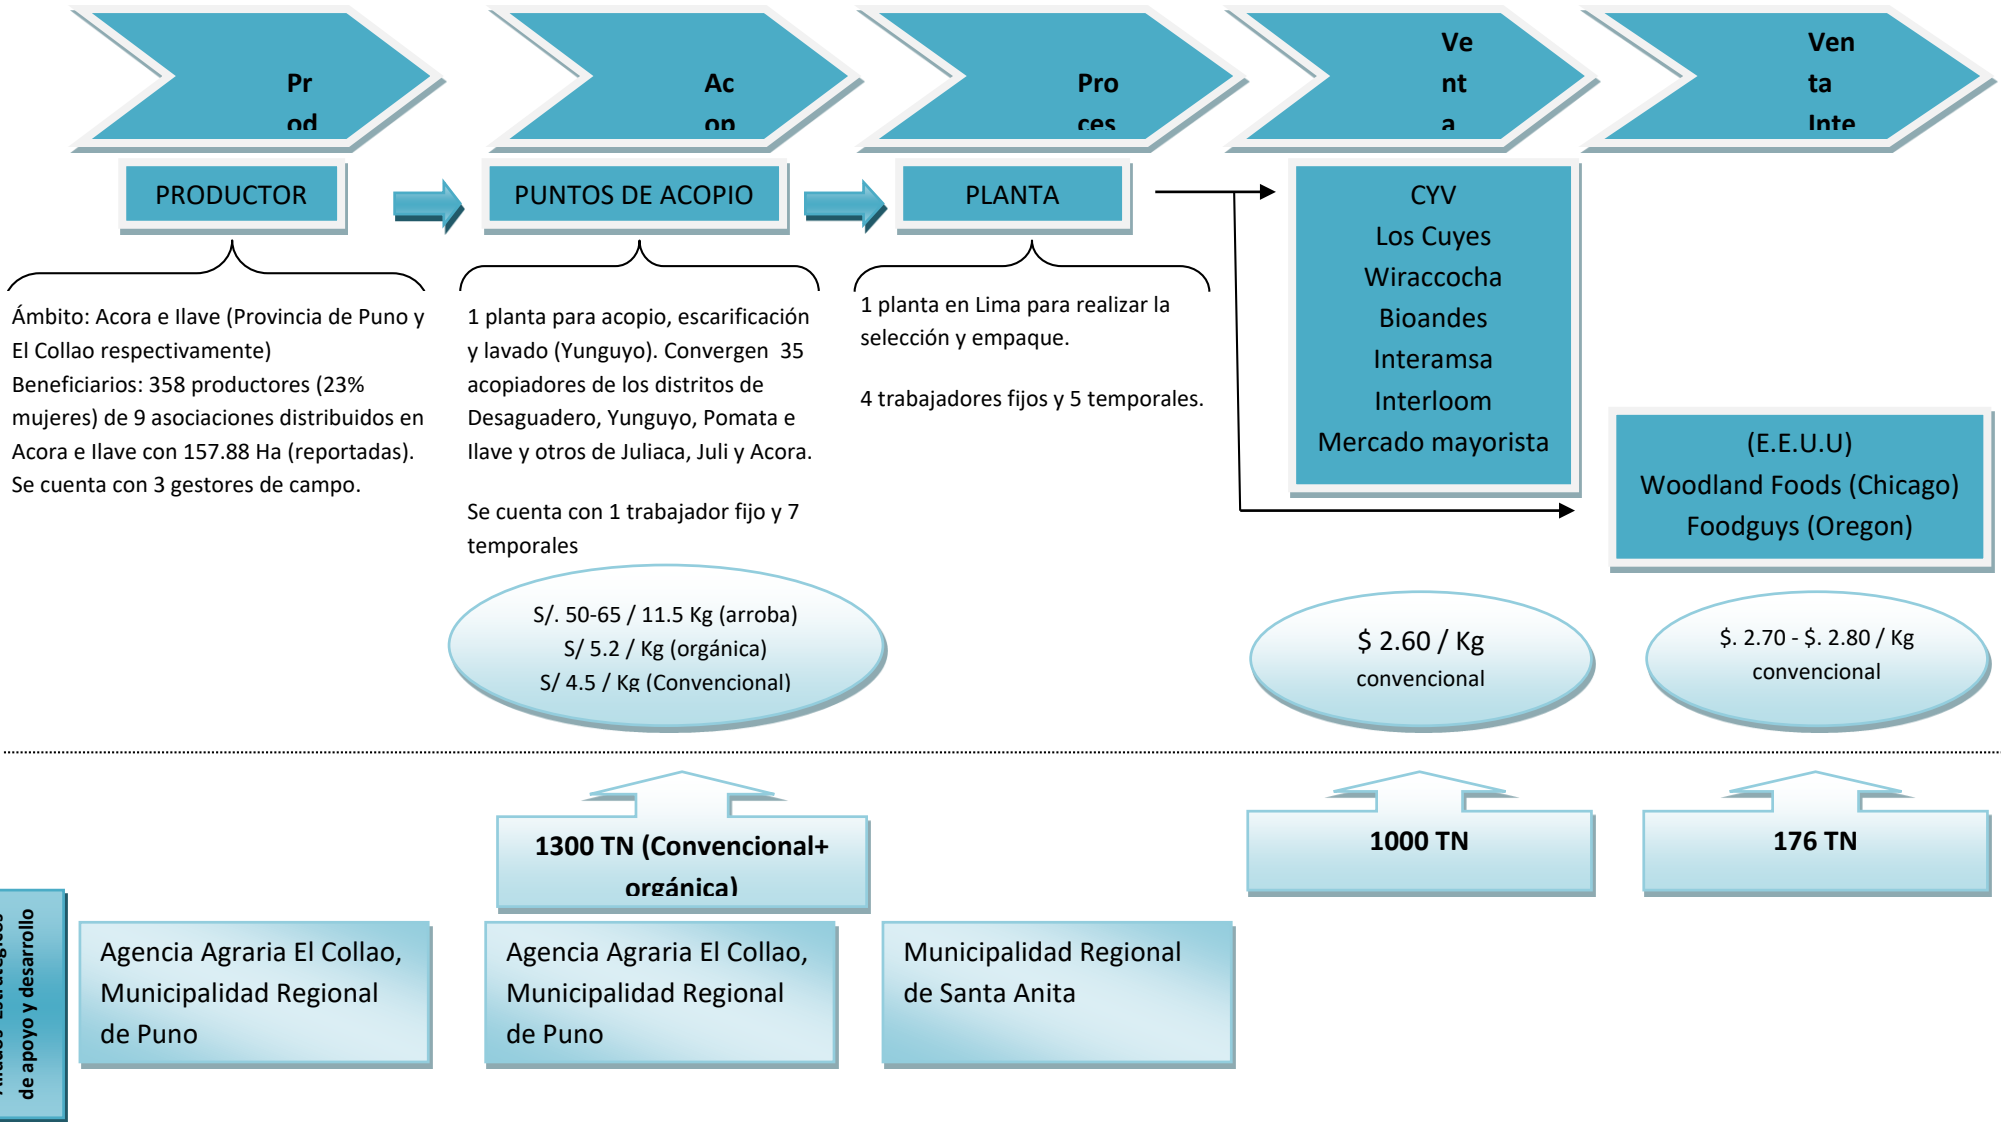 Pr
od
Ac
op
Pro
ces
Ve
nt
a
Ven
ta
Inte
PRODUCTOR
PUNTOS DE ACOPIO
PLANTA
CYV
Los Cuyes
Wiraccocha
Bioandes
Interamsa
Interloom
Mercado mayorista
(E.E.U.U)
Woodland Foods (Chicago)
Foodguys (Oregon)
Ámbito: Acora e Ilave (Provincia de Puno y
El Collao respectivamente)
Beneficiarios: 358 productores (23%
mujeres) de 9 asociaciones distribuidos en
Acora e Ilave con 157.88 Ha (reportadas).
Se cuenta con 3 gestores de campo.
1 planta para acopio, escarificación
y lavado (Yunguyo). Convergen 35
acopiadores de los distritos de
Desaguadero, Yunguyo, Pomata e
Ilave y otros de Juliaca, Juli y Acora.
Se cuenta con 1 trabajador fijo y 7
temporales
1 planta en Lima para realizar la
selección y empaque.
4 trabajadores fijos y 5 temporales.
S/. 50-65 / 11.5 Kg (arroba)
S/ 5.2 / Kg (orgánica)
S/ 4.5 / Kg (Convencional)
$ 2.60 / Kg
convencional
$. 2.70 - $. 2.80 / Kg
convencional
1300 TN (Convencional+
orgánica)
1000 TN
176 TN
Aliados Estratégicos
de apoyo y desarrollo
Agencia Agraria El Collao,
Municipalidad Regional
de Puno
Agencia Agraria El Collao,
Municipalidad Regional
de Puno
Municipalidad Regional
de Santa Anita